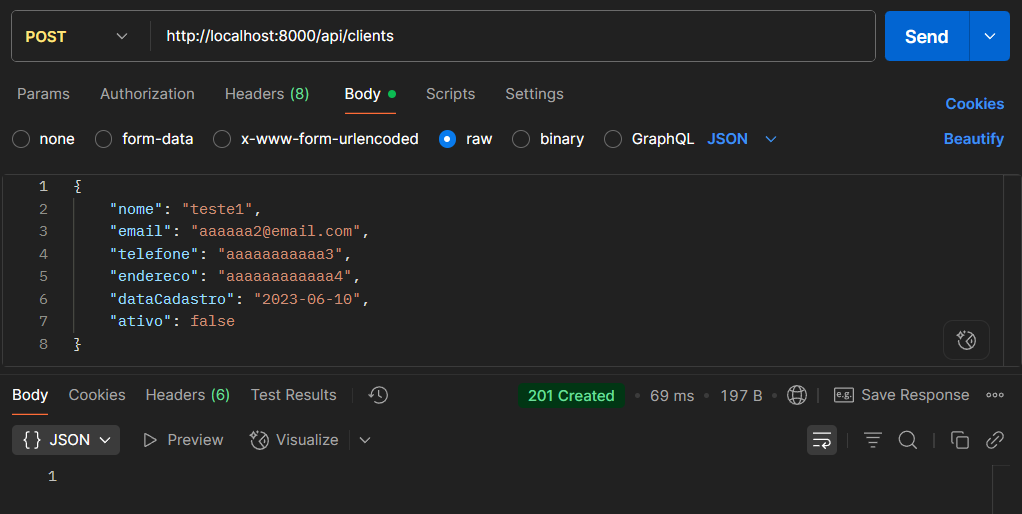 POST http://localhost:8000/api/clients Send
Params Authorization Headers (8) Body Scripts Settings Cookies
none form-data x-www-form-urlencoded raw binary GraphQL JSON Beautify
1 {
2 "nome": "teste1",
3 "email": "aaaaaa2@email.com",
4 "telefone": "aaaaaaaaaaa3",
5 "endereco": "aaaaaaaaaaaa4",
6 "dataCadastro": "2023-06-10",
7 "ativo": false
8 }
Body Cookies Headers (6) Test Results 201 Created • 69 ms • 197 B e.g. Save Response
{} JSON Preview Visualize
1